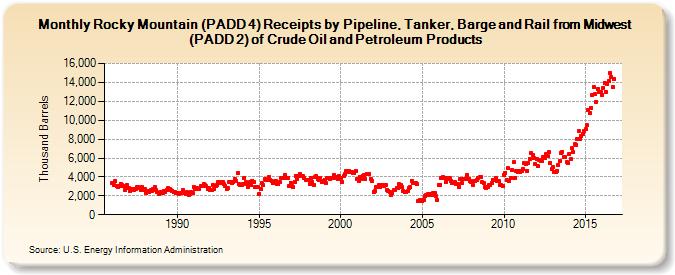 Monthly Rocky Mountain (PADD 4) Receipts by Pipeline, Tanker, Barge and Rail from Midwest
(PADD 2) of Crude Oil and Petroleum Products
Thousand Barrels
16,000
14,000
12,000
10,000
8,000
6,000
4,000
2,000
0
1990 1995 2000 2005 2010 2015
Source: U.S. Energy Information Administration